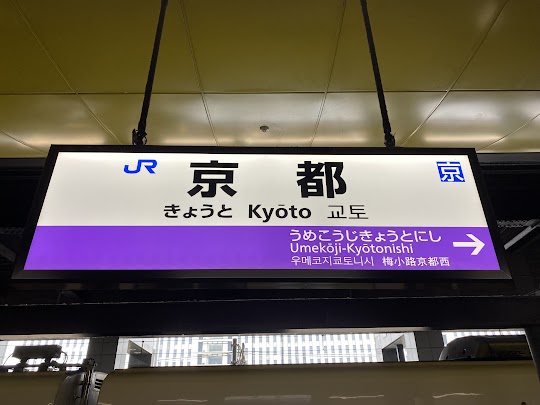 JR 京都 京
きょうと Kyōto 교토
うめこうじきょうとにし
Umekōji-Kyōtonishi
우메코지쿄토니시 梅小路京都西